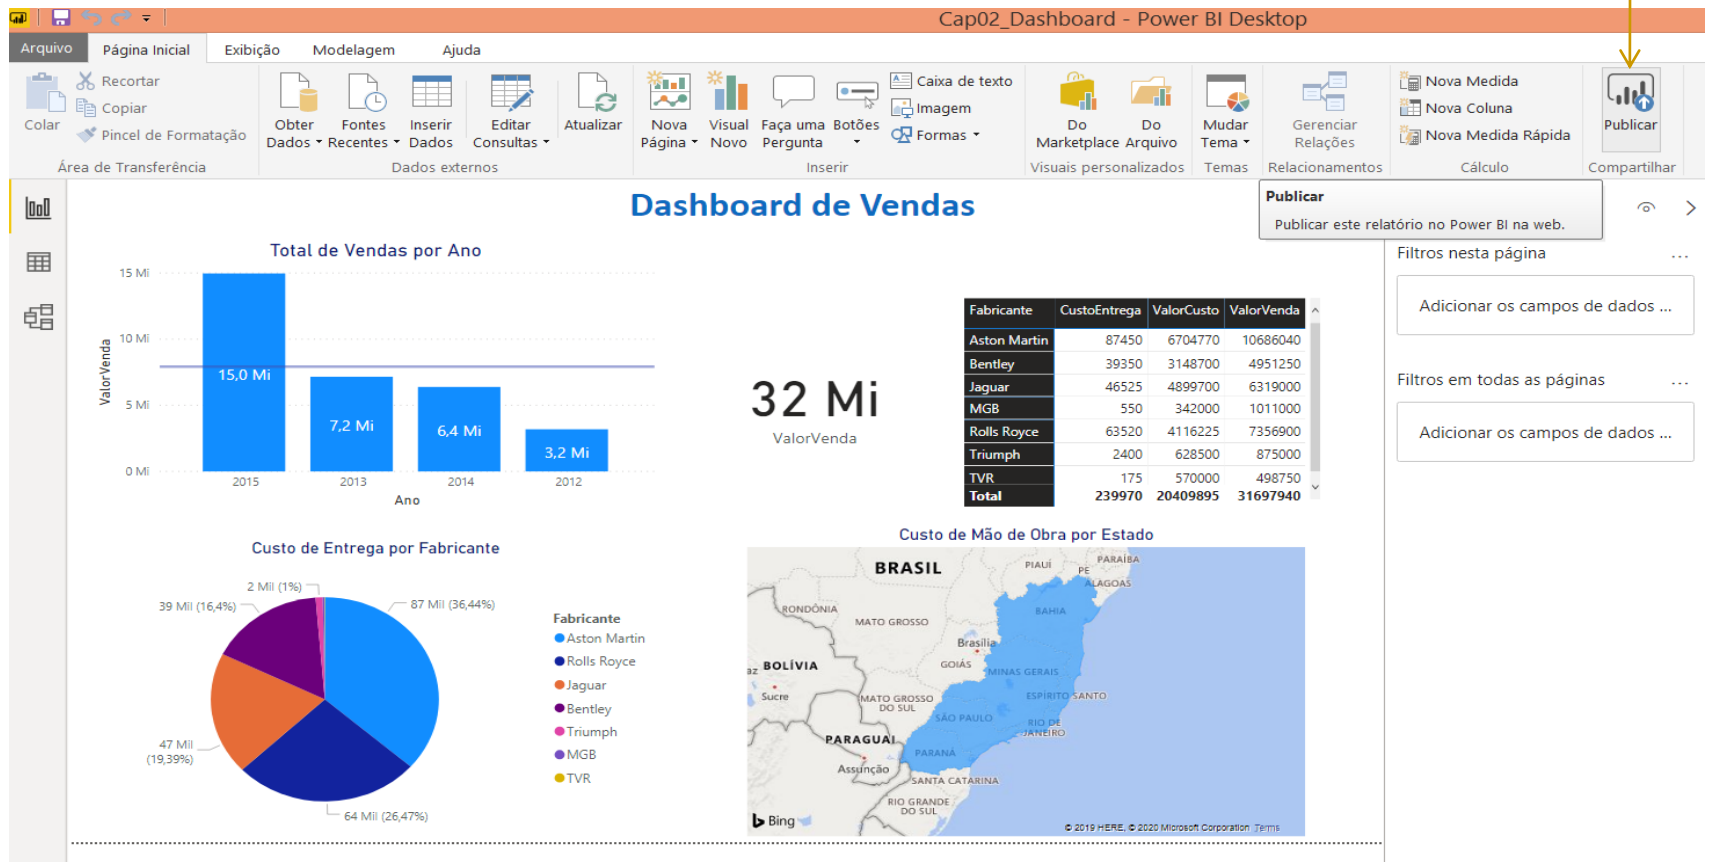 Cap02_Dashboard - Power BI Desktop
Arquivo Página Inicial Exibição Modelagem Ajuda
Colar
Recortar
Copiar
Pincel de Formatação
Área de Transferência
Obter Dados
Fontes Recentes
Inserir Dados
Editar Consultas
Atualizar
Dados externos
Nova Página
Visual Novo
Faça uma Pergunta
Botões
Caixa de texto
Imagem
Formas
Inserir
Do Marketplace
Do Arquivo
Visuais personalizados
Mudar Tema
Temas
Gerenciar Relações
Relacionamentos
Nova Medida
Nova Coluna
Nova Medida Rápida
Cálculo
Publicar
Compartilhar
Publicar
Publicar este relatório no Power BI na web.
Dashboard de Vendas
Total de Vendas por Ano
ValorVenda
15 Mi
10 Mi
5 Mi
0 Mi
15,0 Mi
7,2 Mi
6,4 Mi
3,2 Mi
2015 2013 2014 2012
Ano
32 Mi
ValorVenda
Fabricante CustoEntrega ValorCusto ValorVenda
Aston Martin 87450 6704770 10686040
Bentley 39350 3148700 4951250
Jaguar 46525 4899700 6319000
MGB 550 342000 1011000
Rolls Royce 63520 4116225 7356900
Triumph 2400 628500 875000
TVR 175 570000 498750
Total 239970 20409895 31697940
Filtros nesta página ...
Adicionar os campos de dados ...
Filtros em todas as páginas ...
Adicionar os campos de dados ...
Custo de Entrega por Fabricante
2 Mil (1%)
39 Mil (16,4%)
87 Mil (36,44%)
47 Mil
(19,39%)
64 Mil (26,47%)
Fabricante
Aston Martin
Rolls Royce
Jaguar
Bentley
Triumph
MGB
TVR
Custo de Mão de Obra por Estado
BRASIL
PIAUÍ
PARAÍBA
PE
ALAGOAS
RONDÔNIA
BAHIA
MATO GROSSO
Brasília
BOLÍVIA
GOIÁS
MINAS GERAIS
Sucre
MATO GROSSO
DO SUL
ESPÍRITO SANTO
SÃO PAULO
RIO DE
JANEIRO
PARAGUAI
PARANÁ
Assunção
SANTA CATARINA
RIO GRANDE
DO SUL
Bing
© 2019 HERE, © 2020 Microsoft Corporation Terms